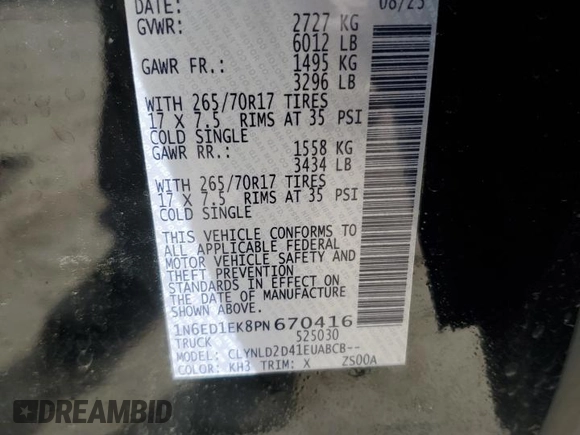 DATE: 08/23
GVWR: 2727 KG
6012 LB
GAWR FR.: 1495 KG
3296 LB
WITH 265/70R17 TIRES
17 X 7.5 RIMS AT 35 PSI
COLD SINGLE
GAWR RR.: 1558 KG
3434 LB
WITH 265/70R17 TIRES
17 X 7.5 RIMS AT 35 PSI
COLD SINGLE
THIS VEHICLE CONFORMS TO
ALL APPLICABLE FEDERAL
MOTOR VEHICLE SAFETY AND
THEFT PREVENTION
STANDARDS IN EFFECT ON
THE DATE OF MANUFACTURE
SHOWN ABOVE.
1N6ED1EK8PN670416
TRUCK 525030
MODEL: CLYNLD2D41EUABCB--
COLOR: KH3 TRIM: X ZS00A
DREAMBID